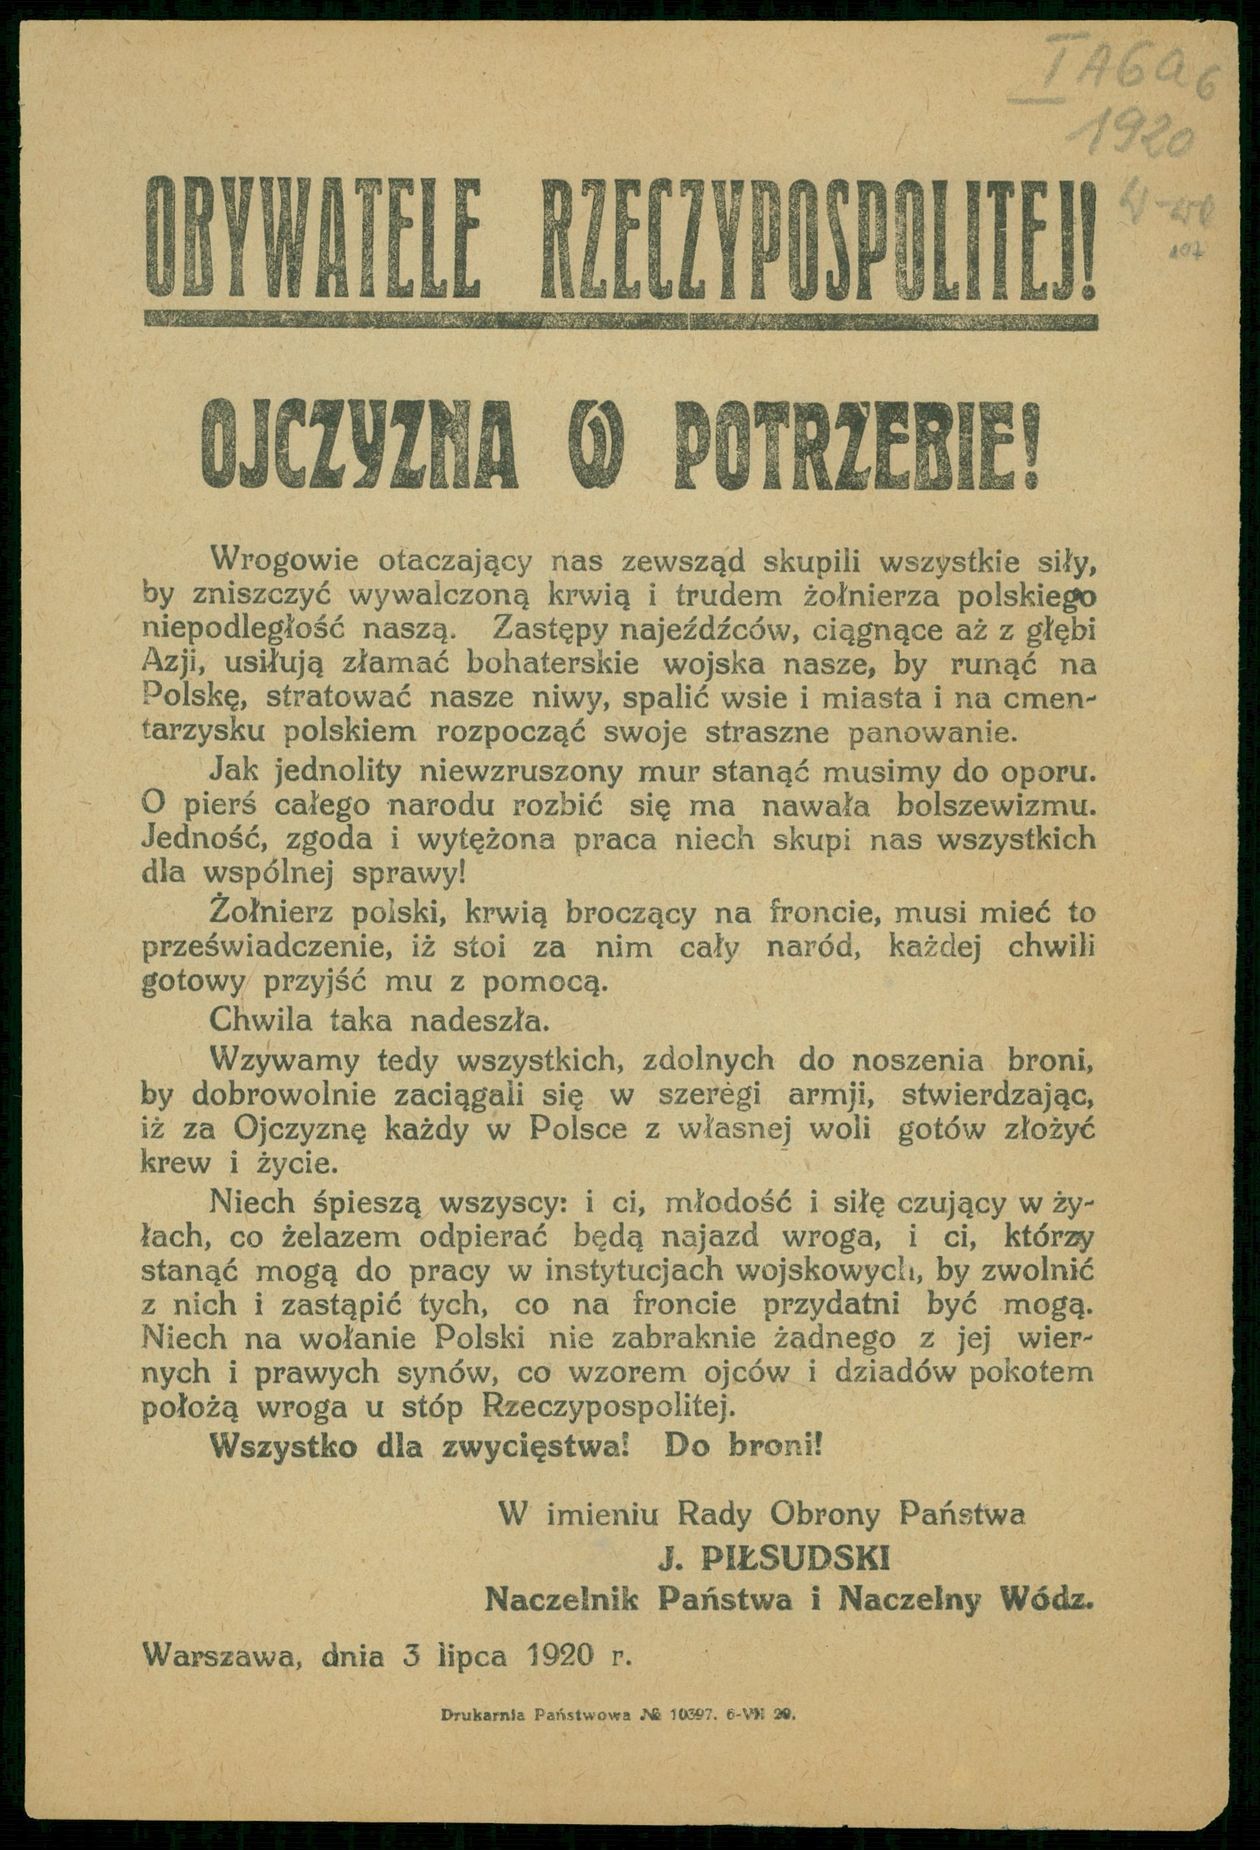 I A6a6
1920
OBYWATELE RZECZYPOSPOLITEJ!
107
OJCZYZNA W POTRZEBIE!
Wrogowie otaczający nas zewsząd skupili wszystkie siły,
by zniszczyć wywalczoną krwią i trudem żołnierza polskiego
niepodległość naszą. Zastępy najeźdźców, ciągnące aż z głębi
Azji, usiłują złamać bohaterskie wojska nasze, by runąć na
Polskę, stratować nasze niwy, spalić wsie i miasta i na cmen-
tarzysku polskiem rozpocząć swoje straszne panowanie.
Jak jednolity niewzruszony mur stanąć musimy do oporu.
O pierś całego narodu rozbić się ma nawała bolszewizmu.
Jedność, zgoda i wytężona praca niech skupi nas wszystkich
dla wspólnej sprawy!
Żołnierz polski, krwią broczący na froncie, musi mieć to
przeświadczenie, iż stoi za nim cały naród, każdej chwili
gotowy przyjść mu z pomocą.
Chwila taka nadeszła.
Wzywamy tedy wszystkich, zdolnych do noszenia broni,
by dobrowolnie zaciągali się w szeregi armji, stwierdzając,
iż za Ojczyznę każdy w Polsce z własnej woli gotów złożyć
krew i życie.
Niech śpieszą wszyscy: i ci, młodość i siłę czujący w ży-
łach, co żelazem odpierać będą najazd wroga, i ci, którzy
stanąć mogą do pracy w instytucjach wojskowych, by zwolnić
z nich i zastąpić tych, co na froncie przydatni być mogą.
Niech na wołanie Polski nie zabraknie żadnego z jej wier-
nych i prawych synów, co wzorem ojców i dziadów pokotem
położą wroga u stóp Rzeczypospolitej.
Wszystko dla zwycięstwa! Do broni!
W imieniu Rady Obrony Państwa
J. PIŁSUDSKI
Naczelnik Państwa i Naczelny Wódz.
Warszawa, dnia 3 lipca 1920 r.
Drukarnia Państwowa № 10397. 6-VII 20.